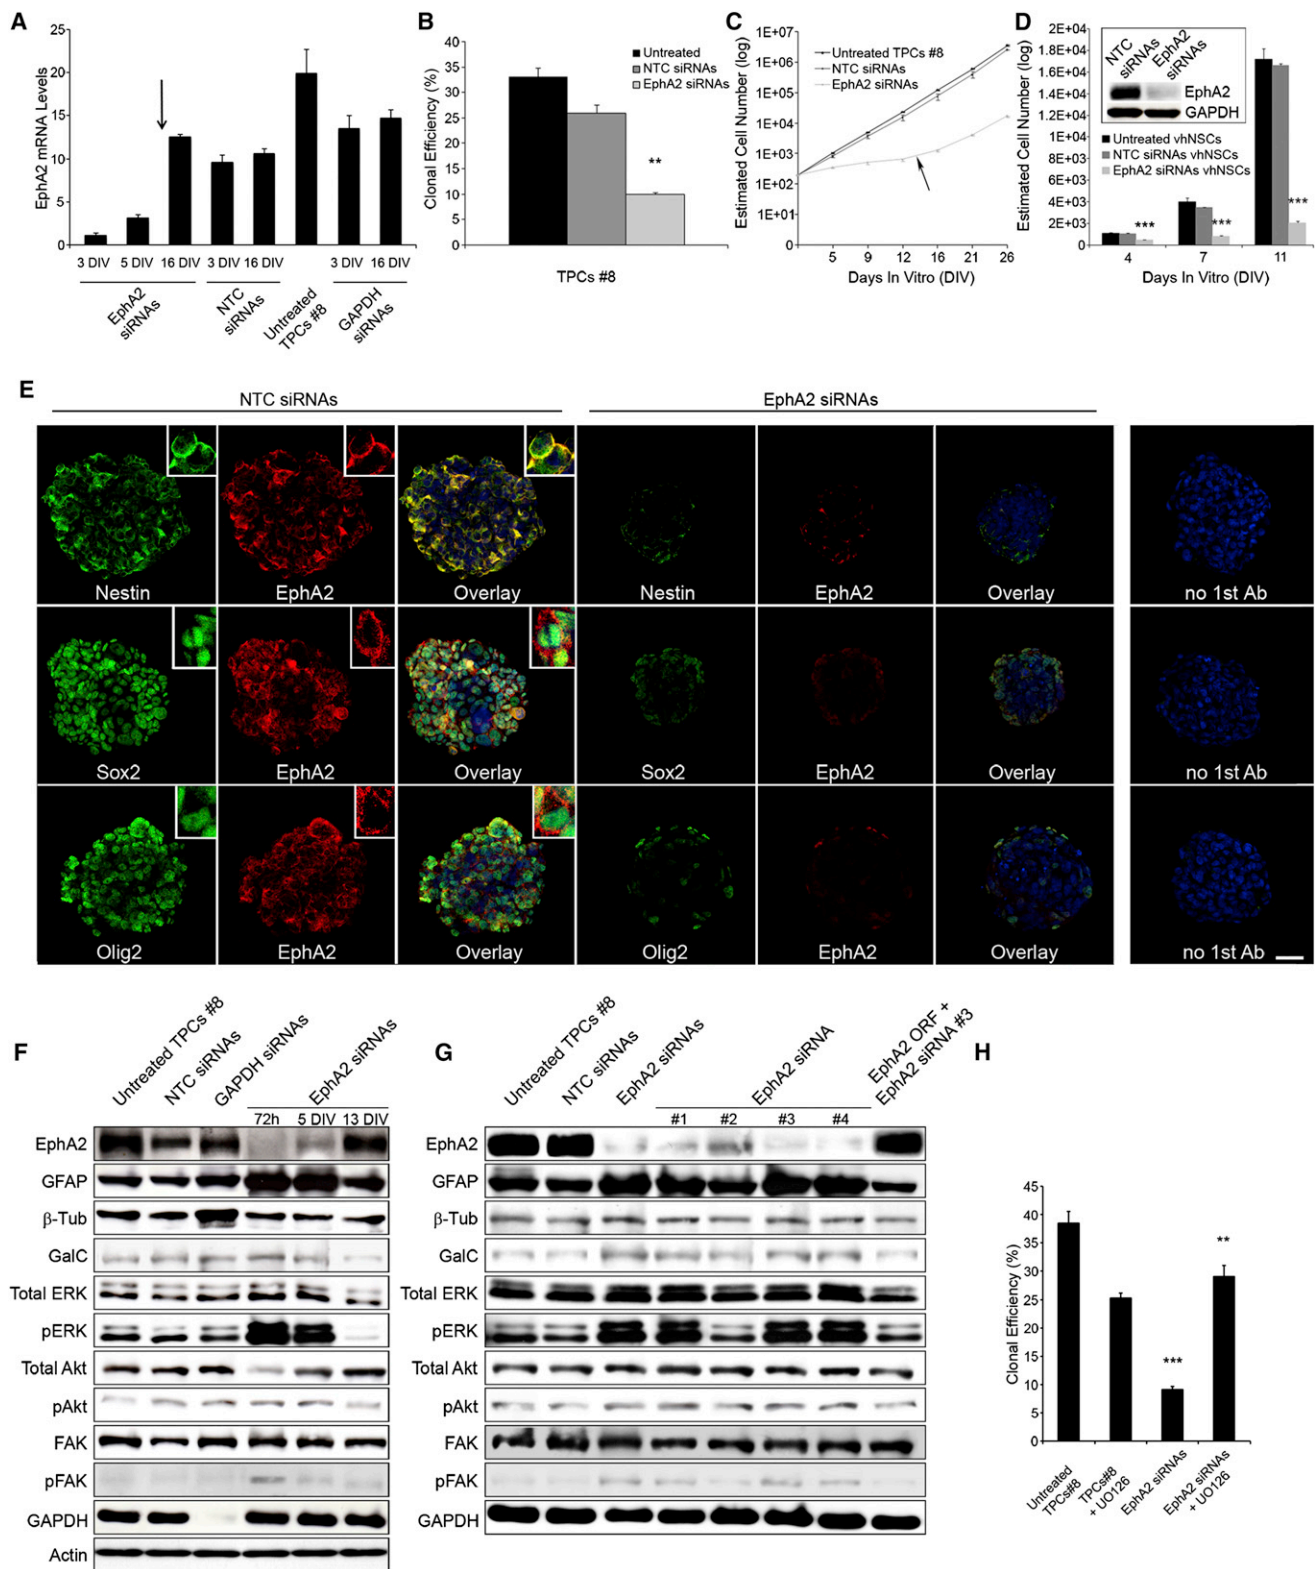 A
EphA2 mRNA Levels
25
20
15
10
5
0
3 DIV 5 DIV 16 DIV 3 DIV 16 DIV 3 DIV 16 DIV
EphA2 siRNAs
NTC siRNAs
Untreated TPCs #8
GAPDH siRNAs
B
Clonal Efficiency (%)
40
35
30
25
20
15
10
5
0
Untreated
NTC siRNAs
EphA2 siRNAs
**
TPCs #8
C
Estimated Cell Number (log)
1E+07
1E+06
1E+05
1E+04
1E+03
1E+02
1E+01
0
Untreated TPCs #8
NTC siRNAs
EphA2 siRNAs
5 9 12 16 21 26
Days In Vitro (DIV)
D
Estimated Cell Number (log)
2E+04
1.8E+04
1.6E+04
1E+04
1E+04
1E+04
8E+03
6E+03
4E+03
2E+03
0
NTC siRNAs
EphA2 siRNAs
EphA2
GAPDH
Untreated vhNSCs
NTC siRNAs vhNSCs
EphA2 siRNAs vhNSCs
*** *** ***
4 7 11
Days In Vitro (DIV)
E
NTC siRNAs EphA2 siRNAs
Nestin EphA2 Overlay Nestin EphA2 Overlay no 1st Ab
Sox2 EphA2 Overlay Sox2 EphA2 Overlay no 1st Ab
Olig2 EphA2 Overlay Olig2 EphA2 Overlay no 1st Ab
F
Untreated TPCs #8
NTC siRNAs
GAPDH siRNAs
EphA2 siRNAs
72h 5 DIV 13 DIV
EphA2
GFAP
β-Tub
GalC
Total ERK
pERK
Total Akt
pAkt
FAK
pFAK
GAPDH
Actin
G
Untreated TPCs #8
NTC siRNAs
EphA2 siRNAs
EphA2 siRNA
EphA2 ORF +
EphA2 siRNA #3
#1 #2 #3 #4
EphA2
GFAP
β-Tub
GalC
Total ERK
pERK
Total Akt
pAkt
FAK
pFAK
GAPDH
H
Clonal Efficiency (%)
45
40
35
30
25
20
15
10
5
0
***
**
Untreated
TPCs#8
TPCs#8
+ UO126
EphA2 siRNAs
EphA2 siRNAs
+ UO126